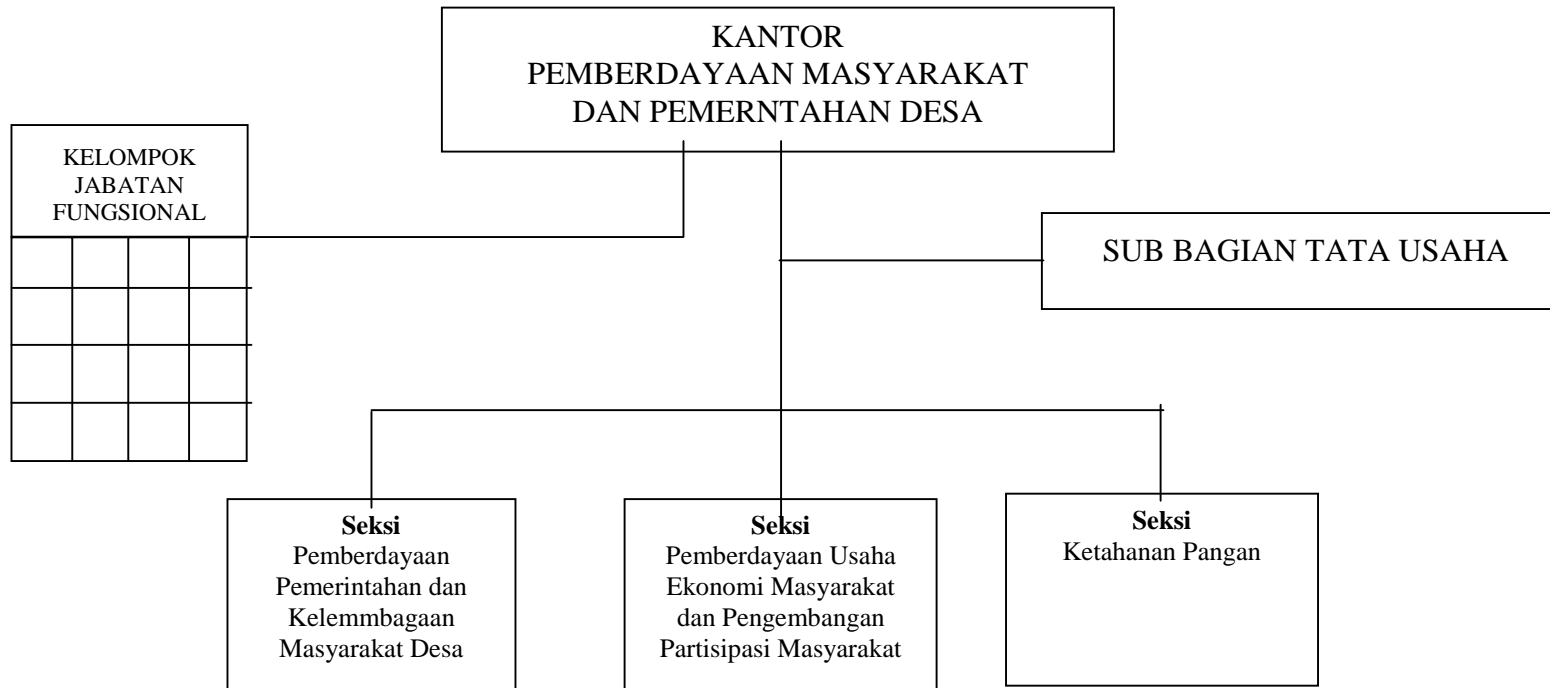 KANTOR
PEMBERDAYAAN MASYARAKAT
DAN PEMERNTAHAN DESA
KELOMPOK
JABATAN
FUNGSIONAL
SUB BAGIAN TATA USAHA
Seksi
Pemberdayaan
Pemerintahan dan
Kelemmbagaan
Masyarakat Desa
Seksi
Pemberdayaan Usaha
Ekonomi Masyarakat
dan Pengembangan
Partisipasi Masyarakat
Seksi
Ketahanan Pangan